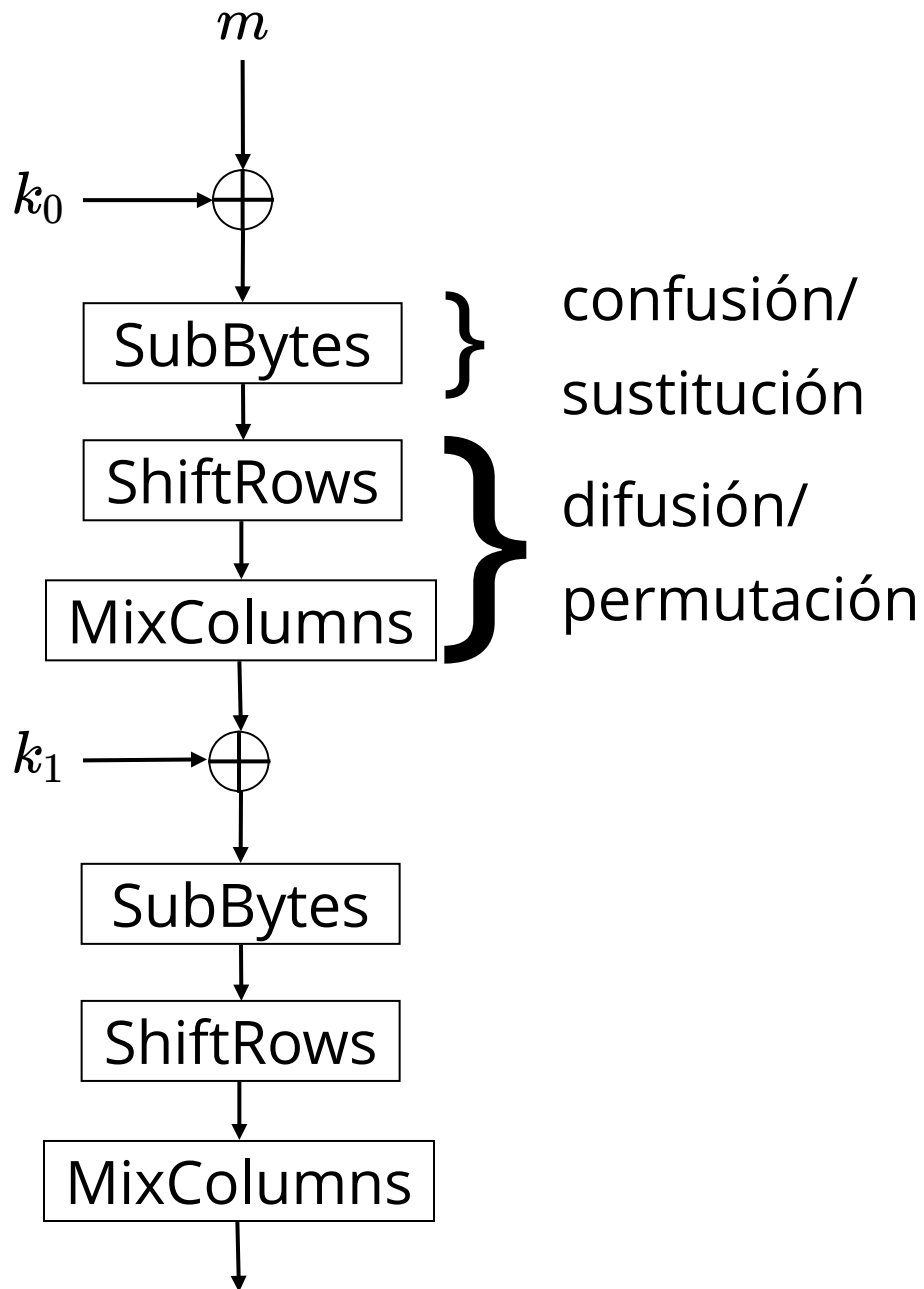 m
k₀
SubBytes
confusión/
sustitución
ShiftRows
difusión/
MixColumns
permutación
k₁
SubBytes
ShiftRows
MixColumns